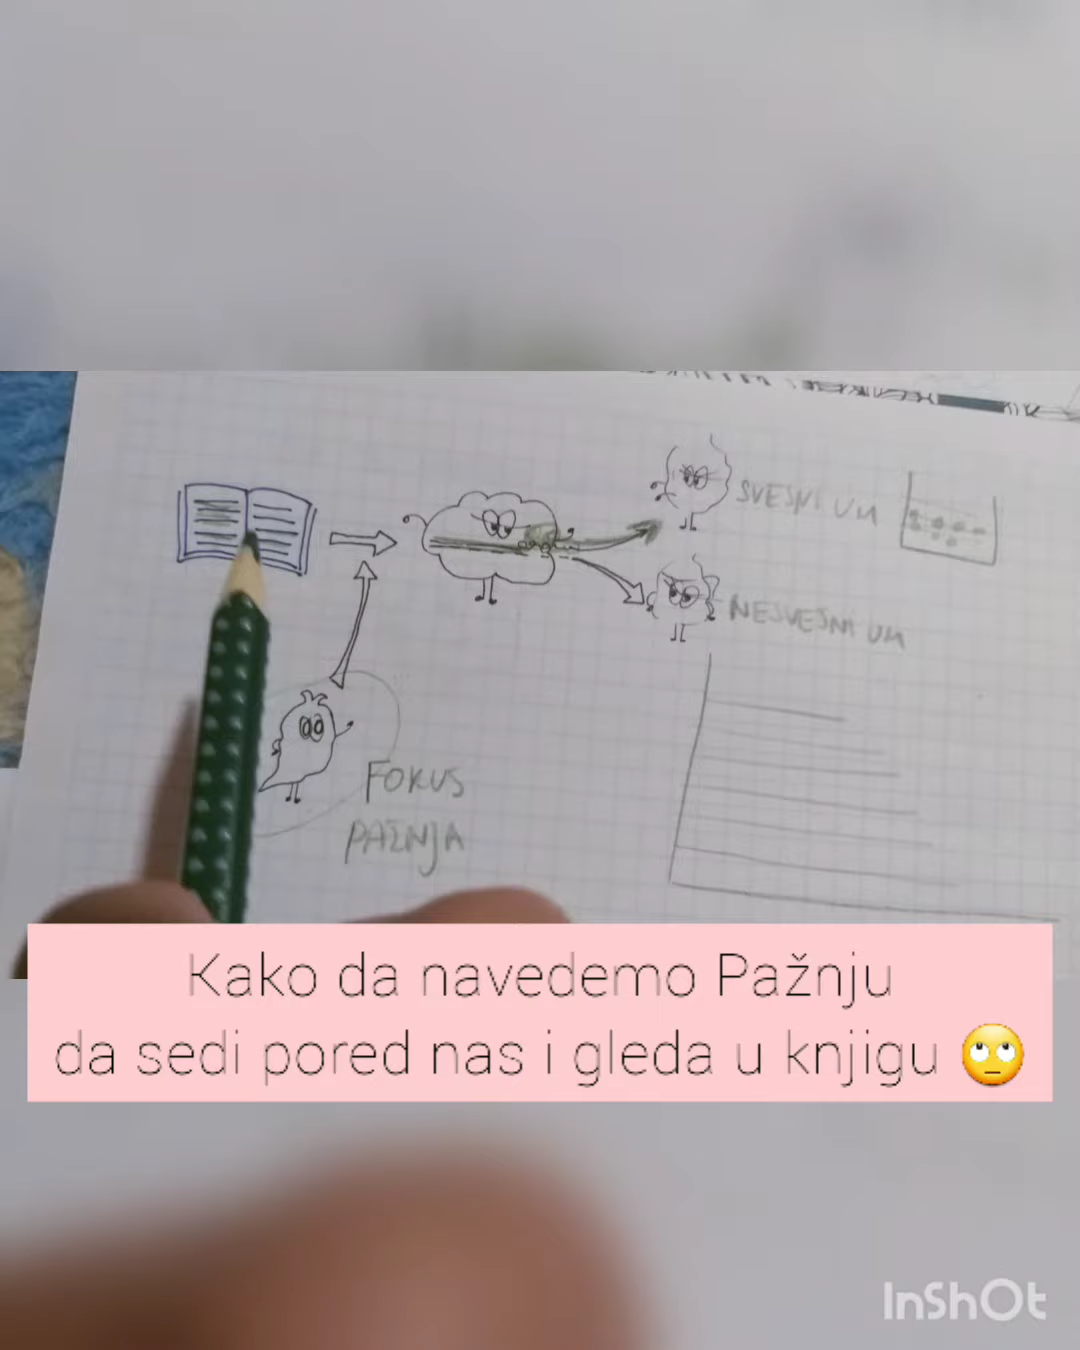 SVESNI UM
NESVESNI UM
FOKUS
PAŽNJA
Kako da navedemo Pažnju
da sedi pored nas i gleda u knjigu 🙄
InShOt